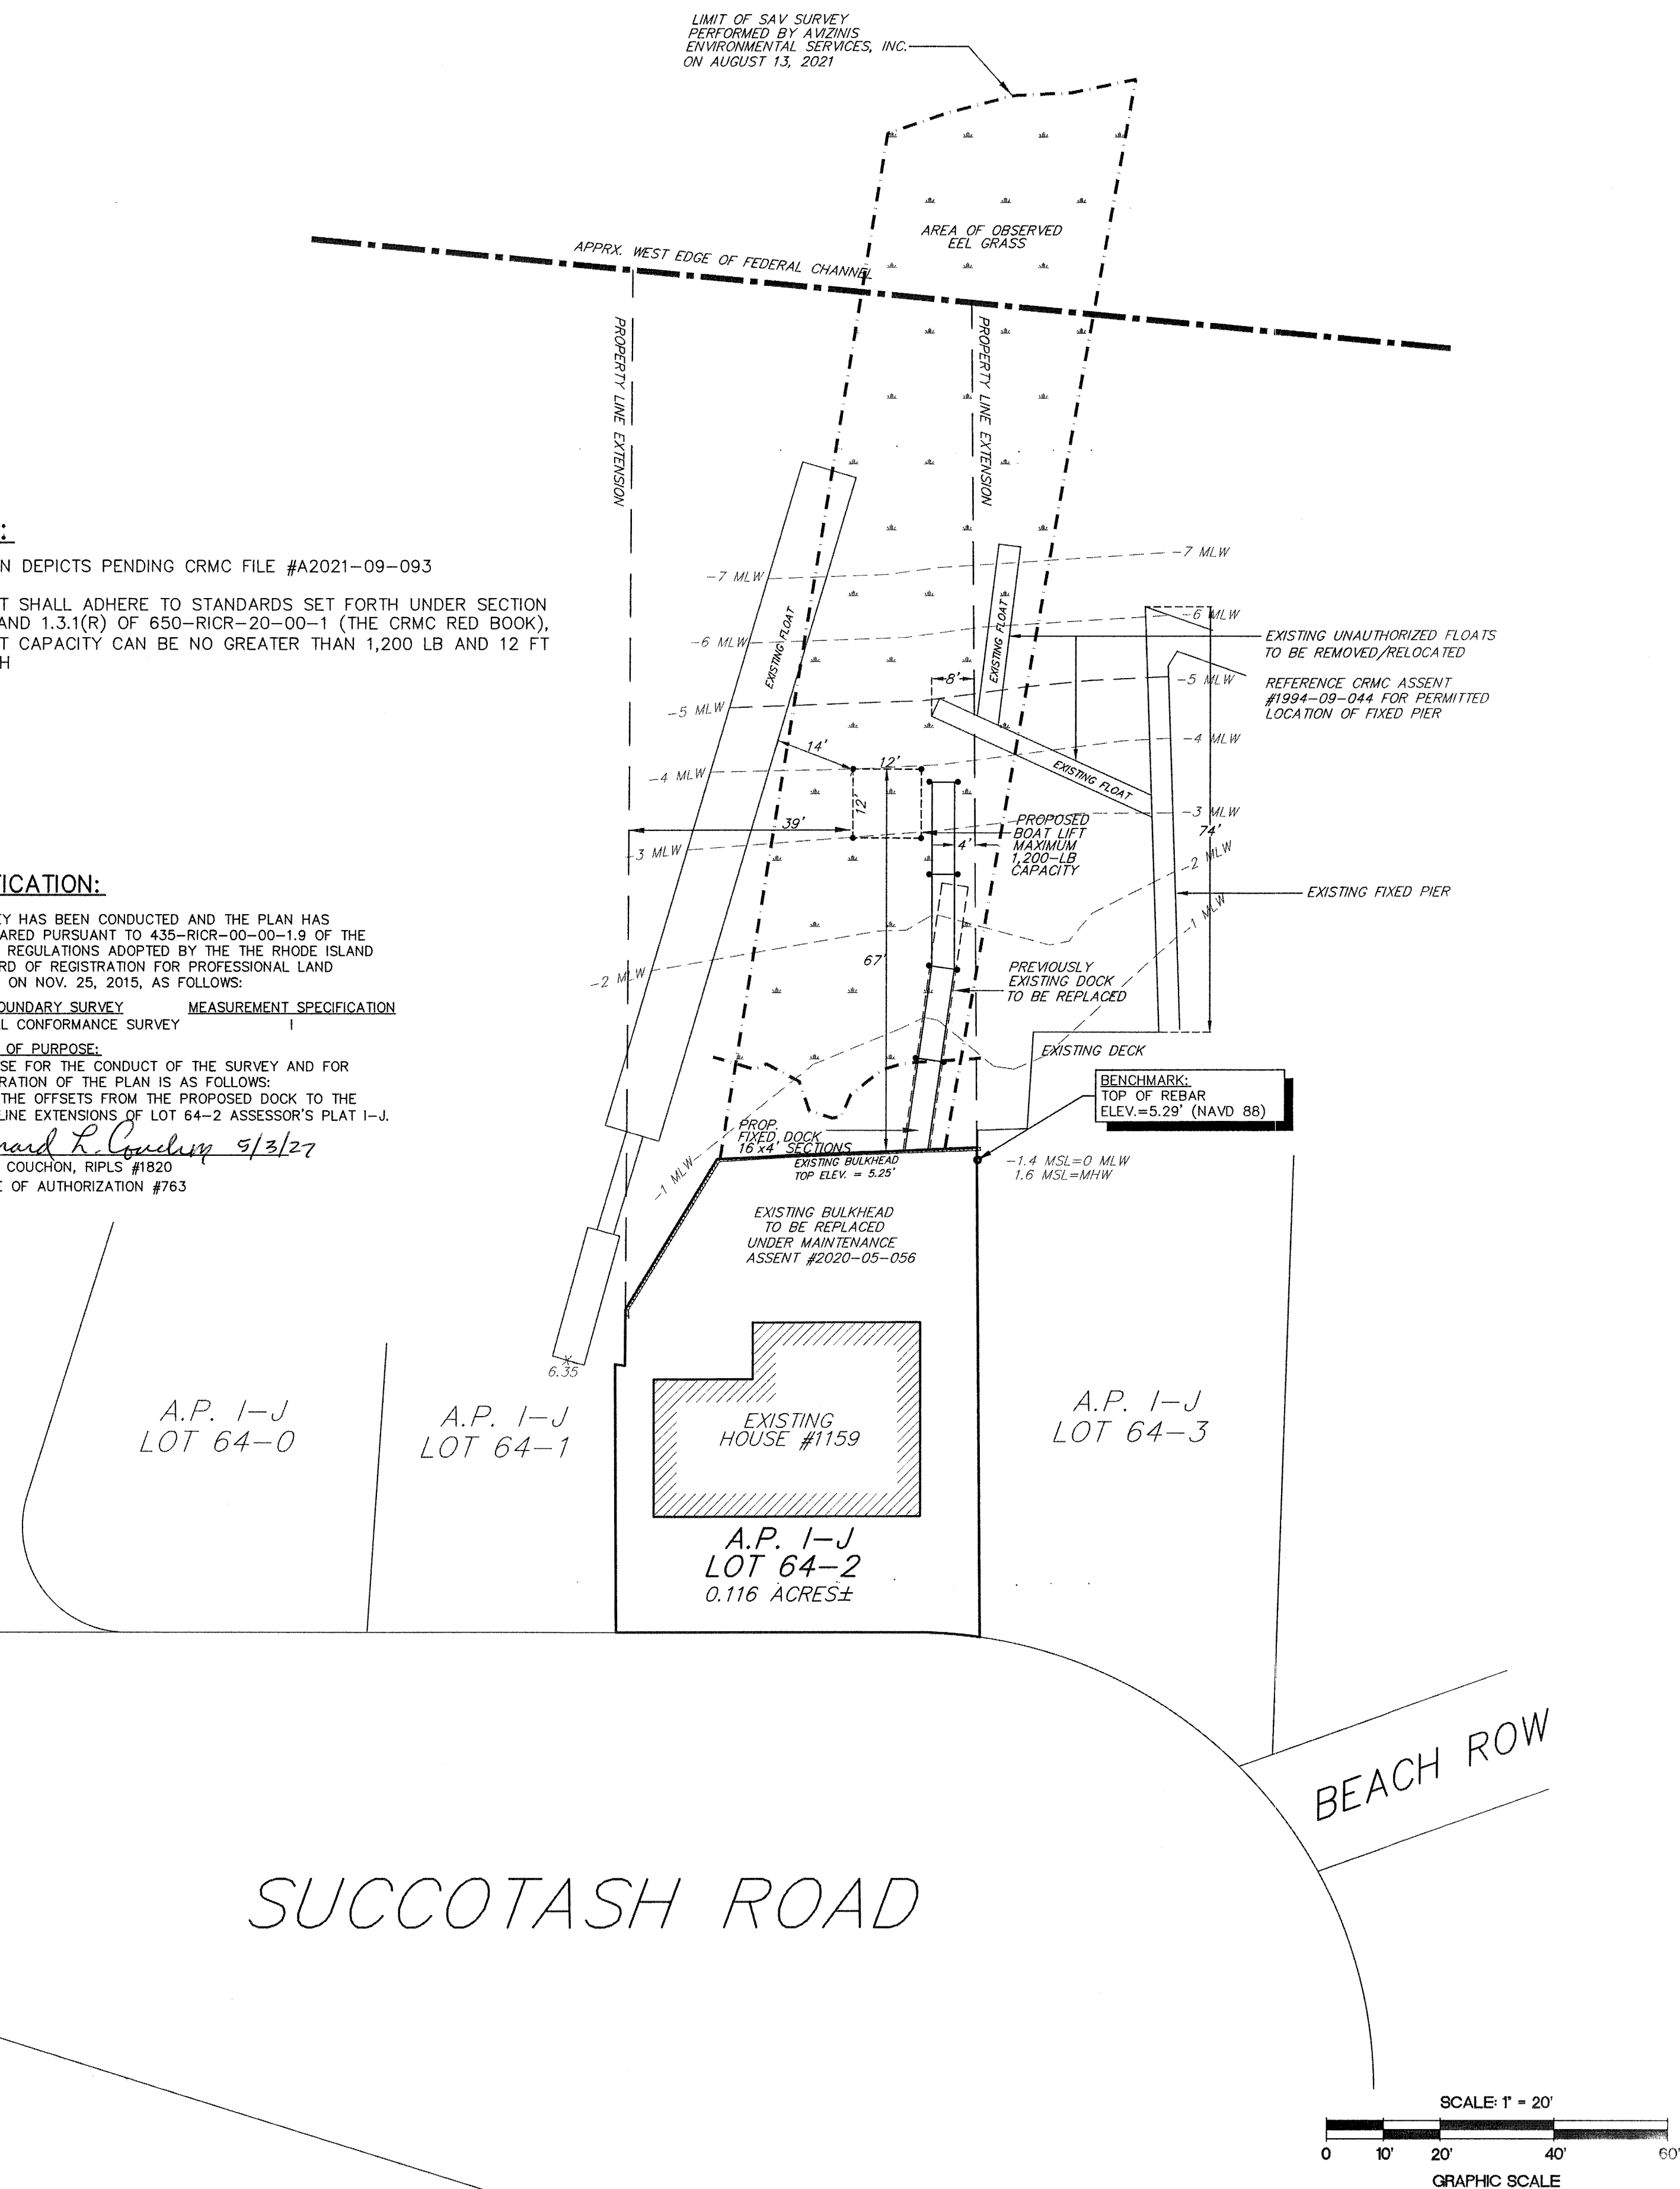 LIMIT OF SAV SURVEY
PERFORMED BY AVIZINIS
ENVIRONMENTAL SERVICES, INC.
ON AUGUST 13, 2021
AREA OF OBSERVED
EEL GRASS
APPRX. WEST EDGE OF FEDERAL CHANNEL
PROPERTY LINE EXTENSION
PROPERTY LINE EXTENSION
:
N DEPICTS PENDING CRMC FILE #A2021-09-093
T SHALL ADHERE TO STANDARDS SET FORTH UNDER SECTION
AND 1.3.1(R) OF 650-RICR-20-00-1 (THE CRMC RED BOOK),
T CAPACITY CAN BE NO GREATER THAN 1,200 LB AND 12 FT
H
-7 MLW
-7 MLW
-6 MLW
-6 MLW
EXISTING FLOAT
EXISTING FLOAT
EXISTING UNAUTHORIZED FLOATS
TO BE REMOVED/RELOCATED
8'
-5 MLW
-5 MLW
REFERENCE CRMC ASSENT
#1994-09-044 FOR PERMITTED
LOCATION OF FIXED PIER
14'
-4 MLW
-4 MLW
12'
12'
EXISTING FLOAT
39'
-3 MLW
-3 MLW
74'
PROPOSED
BOAT LIFT
MAXIMUM
1,200-LB
CAPACITY
4'
-2 MLW
EXISTING FIXED PIER
-1 MLW
FICATION:
EY HAS BEEN CONDUCTED AND THE PLAN HAS
ARED PURSUANT TO 435-RICR-00-00-1.9 OF THE
REGULATIONS ADOPTED BY THE THE RHODE ISLAND
RD OF REGISTRATION FOR PROFESSIONAL LAND
ON NOV. 25, 2015, AS FOLLOWS:
OUNDARY SURVEY MEASUREMENT SPECIFICATION
L CONFORMANCE SURVEY I
OF PURPOSE:
SE FOR THE CONDUCT OF THE SURVEY AND FOR
RATION OF THE PLAN IS AS FOLLOWS:
THE OFFSETS FROM THE PROPOSED DOCK TO THE
LINE EXTENSIONS OF LOT 64-2 ASSESSOR'S PLAT I-J.
nard L. Couchon 5/3/27
COUCHON, RIPLS #1820
E OF AUTHORIZATION #763
67'
-2 MLW
PREVIOUSLY
EXISTING DOCK
TO BE REPLACED
EXISTING DECK
BENCHMARK:
TOP OF REBAR
ELEV.=5.29' (NAVD 88)
PROP.
FIXED DOCK
16 x4' SECTIONS
EXISTING BULKHEAD
TOP ELEV. = 5.25'
-1 MLW
-1.4 MSL=0 MLW
1.6 MSL=MHW
EXISTING BULKHEAD
TO BE REPLACED
UNDER MAINTENANCE
ASSENT #2020-05-056
6.35
A.P. I-J
LOT 64-0
A.P. I-J
LOT 64-1
EXISTING
HOUSE #1159
A.P. I-J
LOT 64-3
A.P. I-J
LOT 64-2
0.116 ACRES±
BEACH ROW
SUCCOTASH ROAD
SCALE: 1" = 20'
0 10' 20' 40' 60'
GRAPHIC SCALE